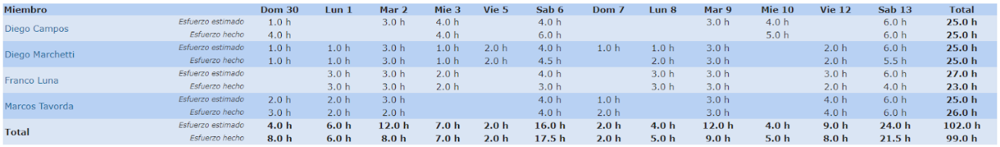 Miembro Dom 30 Lun 1 Mar 2 Mie 3 Vie 5 Sab 6 Dom 7 Lun 8 Mar 9 Mie 10 Vie 12 Sab 13 Total
Diego Campos
Esfuerzo estimado 1.0 h 3.0 h 4.0 h 4.0 h 3.0 h 4.0 h 6.0 h 25.0 h
Esfuerzo hecho 4.0 h 4.0 h 6.0 h 5.0 h 6.0 h 25.0 h
Diego Marchetti
Esfuerzo estimado 1.0 h 1.0 h 3.0 h 1.0 h 2.0 h 4.0 h 1.0 h 1.0 h 3.0 h 2.0 h 6.0 h 25.0 h
Esfuerzo hecho 1.0 h 1.0 h 3.0 h 1.0 h 2.0 h 4.5 h 2.0 h 3.0 h 2.0 h 5.5 h 25.0 h
Franco Luna
Esfuerzo estimado 3.0 h 3.0 h 2.0 h 4.0 h 3.0 h 3.0 h 3.0 h 6.0 h 27.0 h
Esfuerzo hecho 3.0 h 3.0 h 2.0 h 3.0 h 3.0 h 3.0 h 2.0 h 4.0 h 23.0 h
Marcos Tavorda
Esfuerzo estimado 2.0 h 2.0 h 3.0 h 4.0 h 1.0 h 3.0 h 4.0 h 6.0 h 25.0 h
Esfuerzo hecho 3.0 h 2.0 h 2.0 h 4.0 h 2.0 h 3.0 h 4.0 h 6.0 h 26.0 h
Total
Esfuerzo estimado 4.0 h 6.0 h 12.0 h 7.0 h 2.0 h 16.0 h 2.0 h 4.0 h 12.0 h 4.0 h 9.0 h 24.0 h 102.0 h
Esfuerzo hecho 8.0 h 6.0 h 8.0 h 7.0 h 2.0 h 17.5 h 2.0 h 5.0 h 9.0 h 5.0 h 8.0 h 21.5 h 99.0 h